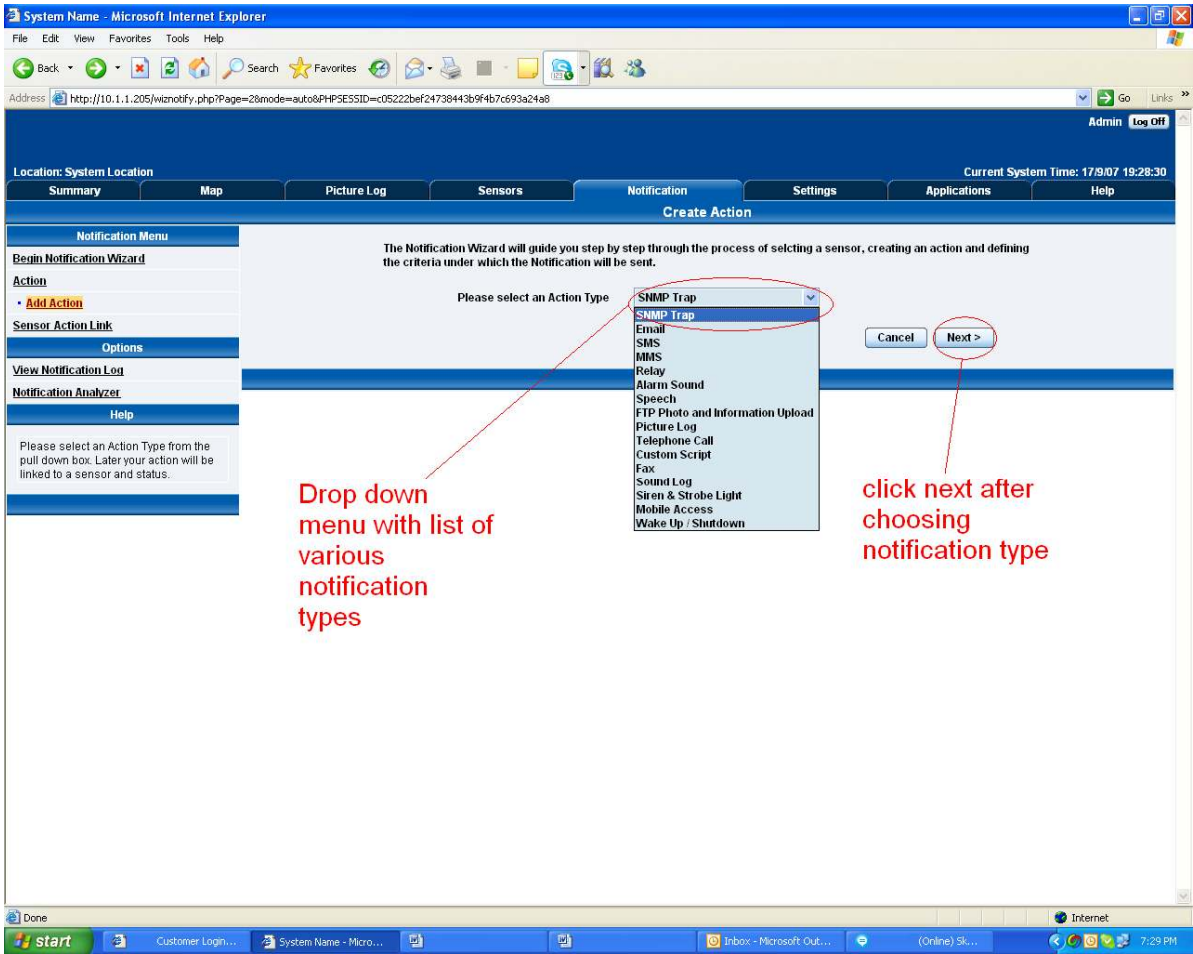 System Name - Microsoft Internet Explorer
File Edit View Favorites Tools Help
Back Search Favorites
Address http://10.1.1.205/wiznotify.php?Page=2&mode=auto&PHPSESSID=c05222bef24738443b9f4b7c693a24a8 Go Links »
Admin Log Off
Location: System Location Current System Time: 17/9/07 19:28:30
Summary Map Picture Log Sensors Notification Settings Applications Help
Create Action
Notification Menu
Begin Notification Wizard
Action
Add Action
Sensor Action Link
Options
View Notification Log
Notification Analyzer
Help
Please select an Action Type from the
pull down box. Later your action will be
linked to a sensor and status.
The Notification Wizard will guide you step by step through the process of selcting a sensor, creating an action and defining
the criteria under which the Notification will be sent.
Please select an Action Type SNMP Trap
SNMP Trap
Email
SMS
MMS
Relay
Alarm Sound
Speech
FTP Photo and Information Upload
Picture Log
Telephone Call
Custom Script
Fax
Sound Log
Siren & Strobe Light
Mobile Access
Wake Up / Shutdown
Cancel Next >
Drop down
menu with list of
various
notification
types
click next after
choosing
notification type
Done Internet
start Customer Login... System Name - Micro... Inbox - Microsoft Out... (Online) Sk... 7:29 PM